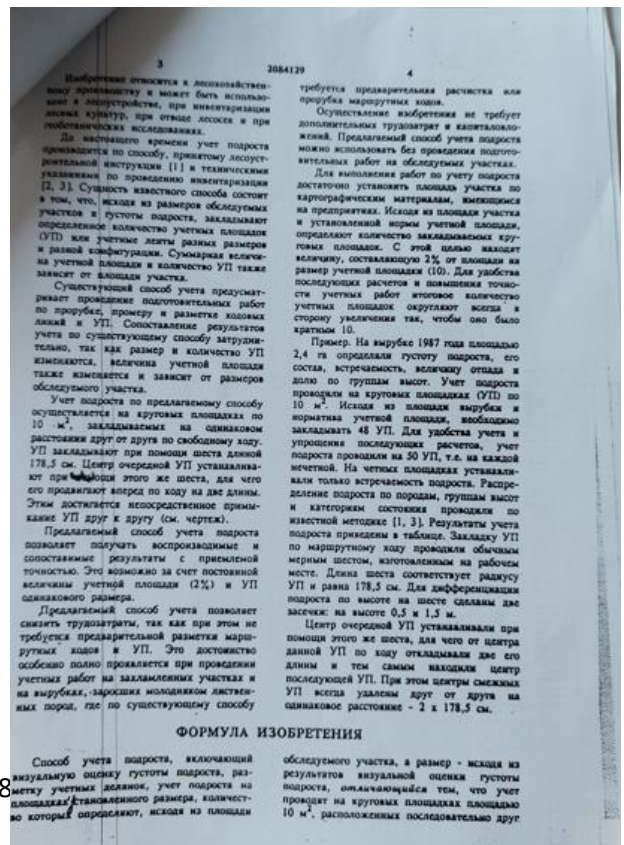 3
2084129
4
Изобретение относится к лесохозяйствен-
ному производству и может быть использо-
вано в лесоустройстве, при инвентаризации
лесных культур, при отводе лесосек и при
геоботанических исследованиях.
До настоящего времени учет подроста
производится по способу, принятому лесоуст-
роительной инструкции [1] и техническими
указаниями по проведению инвентаризации
[2, 3]. Сущность известного способа состоит
в том, что, исходя из размеров обследуемых
участков и густоты подроста, закладывают
определенное количество учетных площадок
(УП) или учетные ленты разных размеров
и разной конфигурации. Суммарная величи-
на учетной площади и количество УП также
зависят от площади участка.
Существующий способ учета предусмат-
ривает проведение подготовительных работ
по прорубке, промеру и разметке ходовых
линий и УП. Сопоставление результатов
учета по существующему способу затрудни-
тельно, так как размер и количество УП
изменяются, величина учетной площади
также изменяется и зависит от размеров
обследуемого участка.
Учет подроста по предлагаемому способу
осуществляется на круговых площадках по
10 м², закладываемых на одинаковом
расстоянии друг от друга по свободному ходу.
УП закладывают при помощи шеста длиной
178,5 см. Центр очередной УП устанавлива-
ют при помощи этого же шеста, для чего
его продвигают вперед по ходу на две длины.
Этим достигается непосредственное примы-
кание УП друг к другу (см. чертеж).
Предлагаемый способ учета подроста
позволяет получать воспроизводимые и
сопоставимые результаты с приемлемой
точностью. Это возможно за счет постоянной
величины учетной площади (2%) и УП
одинакового размера.
Предлагаемый способ учета позволяет
снизить трудозатраты, так как при этом не
требуется предварительной разметки марш-
рутных ходов и УП. Это достоинство
особенно полно проявляется при проведении
учетных работ на захламленных участках и
на вырубках, заросших молодняком листвен-
ных пород, где по существующему способу
требуется предварительная расчистка или
прорубка маршрутных ходов.
Осуществление изобретения не требует
дополнительных трудозатрат и капиталовло-
жений. Предлагаемый способ учета подроста
можно использовать без проведения подгото-
вительных работ на обследуемых участках.
Для выполнения работ по учету подроста
достаточно установить площадь участка по
картографическим материалам, имеющимся
на предприятиях. Исходя из площади участка
и установленной нормы учетной площади,
определяют количество закладываемых кру-
говых площадок. С этой целью находят
величину, составляющую 2% от площади на
размер учетной площадки (10). Для удобства
последующих расчетов и повышения точно-
сти учетных работ итоговое количество
учетных площадок округляют всегда в
сторону увеличения так, чтобы оно было
кратным 10.
Пример. На вырубке 1987 года площадью
2,4 га определяли густоту подроста, его
состав, встречаемость, величину отпада и
долю по группам высот. Учет подроста
проводили на круговых площадках (УП) по
10 м². Исходя из площади вырубки и
норматива учетной площади, необходимо
закладывать 48 УП. Для удобства учета и
упрощения последующих расчетов, учет
подроста проводили на 50 УП, т.е. на каждой
нечетной. На четных площадках устанавли-
вали только встречаемость подроста. Распре-
деление подроста по породам, группам высот
и категориям состояния проводили по
известной методике [1, 3]. Результаты учета
подроста приведены в таблице. Закладку УП
по маршрутному ходу проводили обычным
мерным шестом, изготовленным на рабочем
месте. Длина шеста соответствует радиусу
УП и равна 178,5 см. Для дифференциации
подроста по высоте на шесте сделаны две
засечки: на высоте 0,5 и 1,5 м.
Центр очередной УП устанавливали при
помощи этого же шеста, для чего от центра
данной УП по ходу откладывали две его
длины и тем самым находили центр
последующей УП. При этом центры смежных
УП всегда удалены друг от друга на
одинаковое расстояние - 2 x 178,5 см.
ФОРМУЛА ИЗОБРЕТЕНИЯ
Способ учета подроста, включающий
визуальную оценку густоты подроста, раз-
метку учетных делянок, учет подроста на
площадках установленного размера, количест-
во которых определяют, исходя из площади
обследуемого участка, а размер - исходя из
результатов визуальной оценки густоты
подроста, отличающийся тем, что учет
проводят на круговых площадках площадью
10 м², расположенных последовательно друг
8